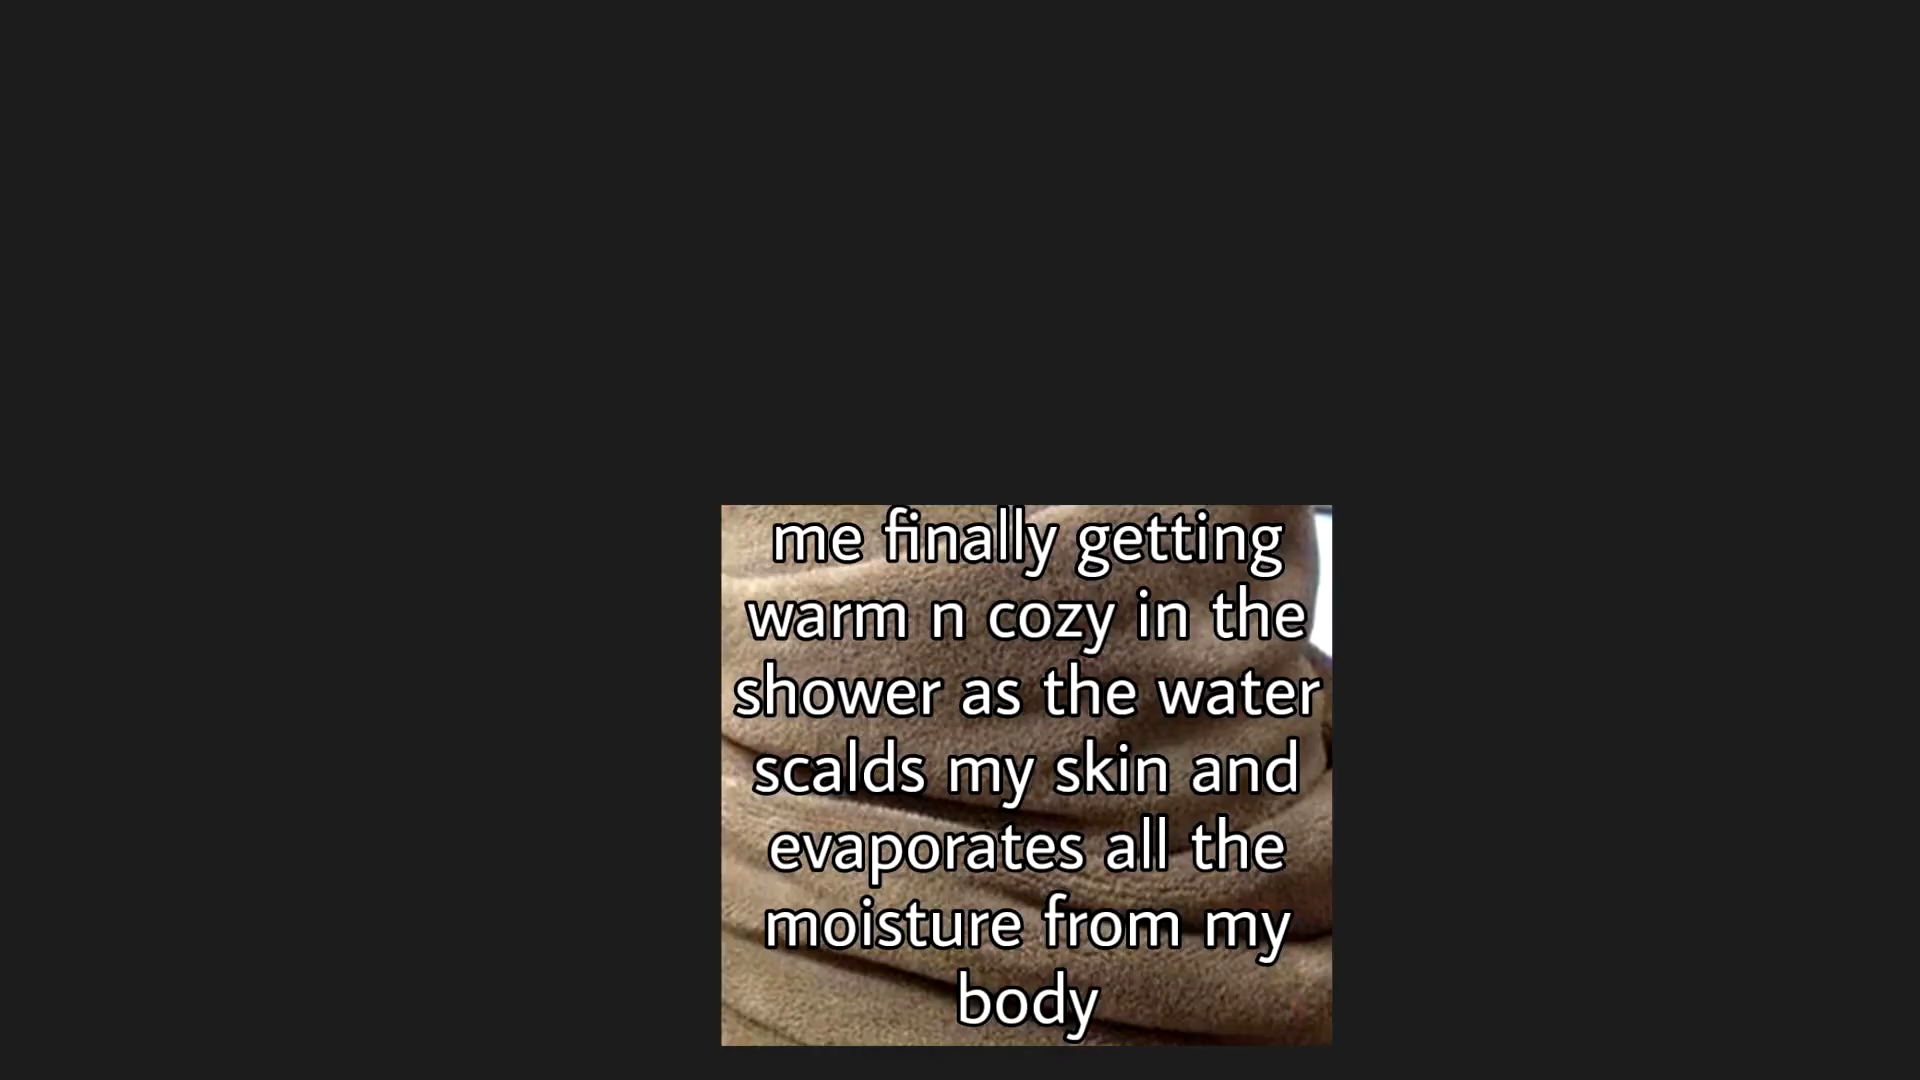 me finally getting
warm n cozy in the
shower as the water
scalds my skin and
evaporates all the
moisture from my
body